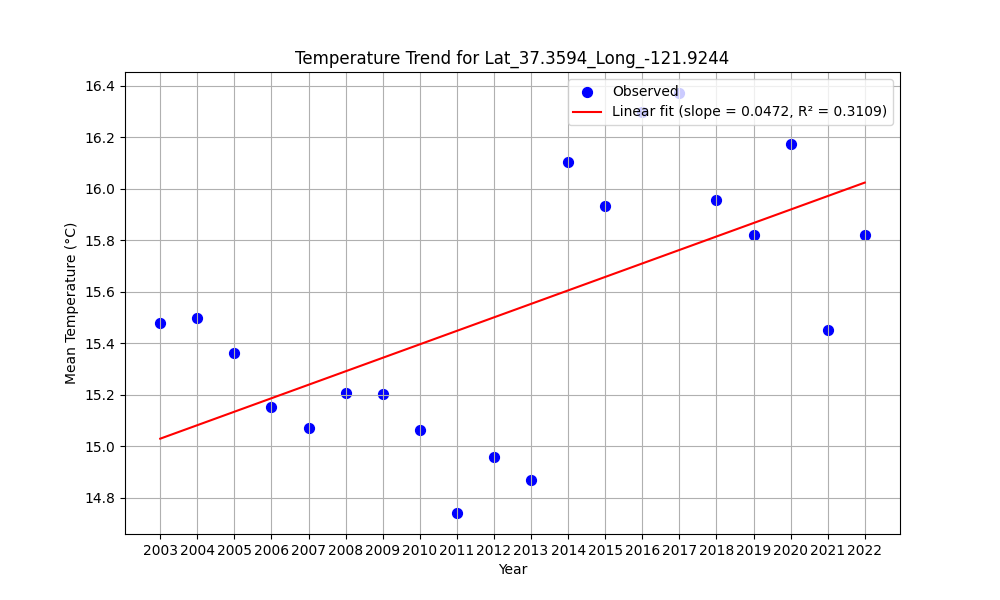 Temperature Trend for Lat_37.3594_Long_-121.9244
Observed
Linear fit (slope = 0.0472, R² = 0.3109)
Mean Temperature (°C)
16.4
16.2
16.0
15.8
15.6
15.4
15.2
15.0
14.8
2003 2004 2005 2006 2007 2008 2009 2010 2011 2012 2013 2014 2015 2016 2017 2018 2019 2020 2021 2022
Year